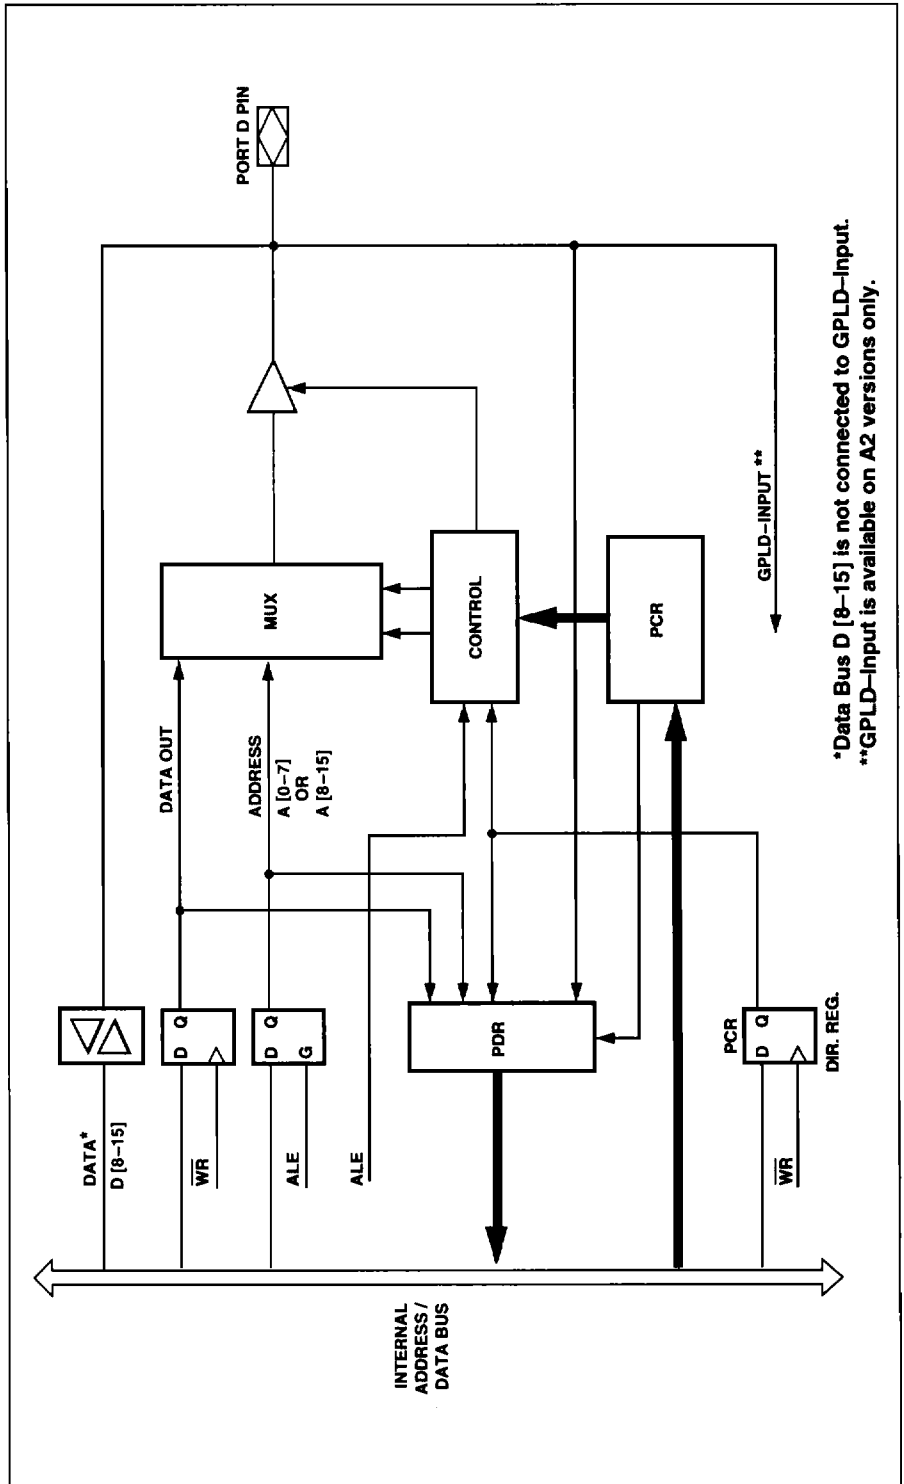 INTERNAL
ADDRESS /
DATA BUS
DATA*
D [8–15]
WR
ALE
ALE
WR
D Q
D Q
G
PDR
PCR
D Q
DIR. REG.
DATA OUT
ADDRESS
A [0–7]
OR
A [8–15]
MUX
CONTROL
PCR
GPLD–INPUT **
PORT D PIN
*Data Bus D [8–15] is not connected to GPLD–Input.
**GPLD–Input is available on A2 versions only.